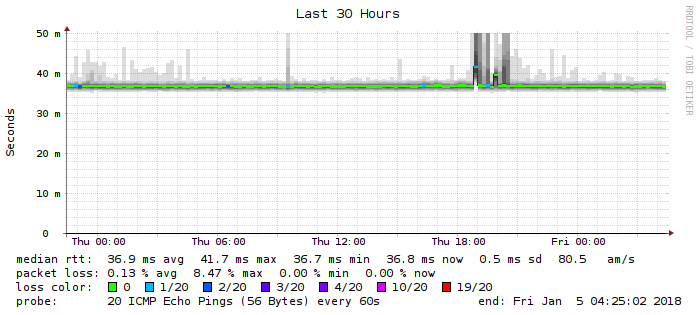 Last 30 Hours
RRDTOOL / TOBI OETIKER
Seconds
50 m
40 m
30 m
20 m
10 m
0
Thu 00:00 Thu 06:00 Thu 12:00 Thu 18:00 Fri 00:00
median rtt: 36.9 ms avg 41.7 ms max 36.7 ms min 36.8 ms now 0.5 ms sd 80.5 am/s
packet loss: 0.13 % avg 8.47 % max 0.00 % min 0.00 % now
loss color: 0 1/20 2/20 3/20 4/20 10/20 19/20
probe: 20 ICMP Echo Pings (56 Bytes) every 60s end: Fri Jan 5 04:25:02 2018